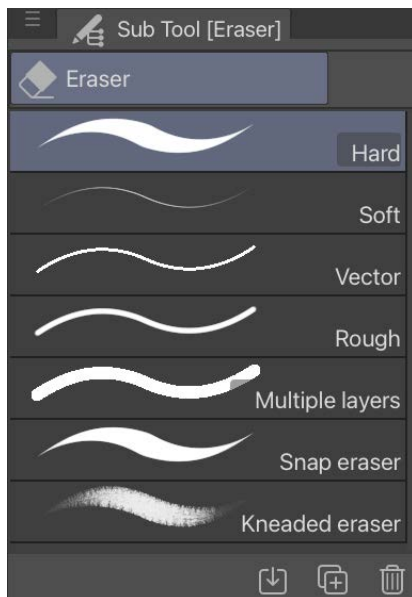 Sub Tool [Eraser]
Eraser
Hard
Soft
Vector
Rough
Multiple layers
Snap eraser
Kneaded eraser